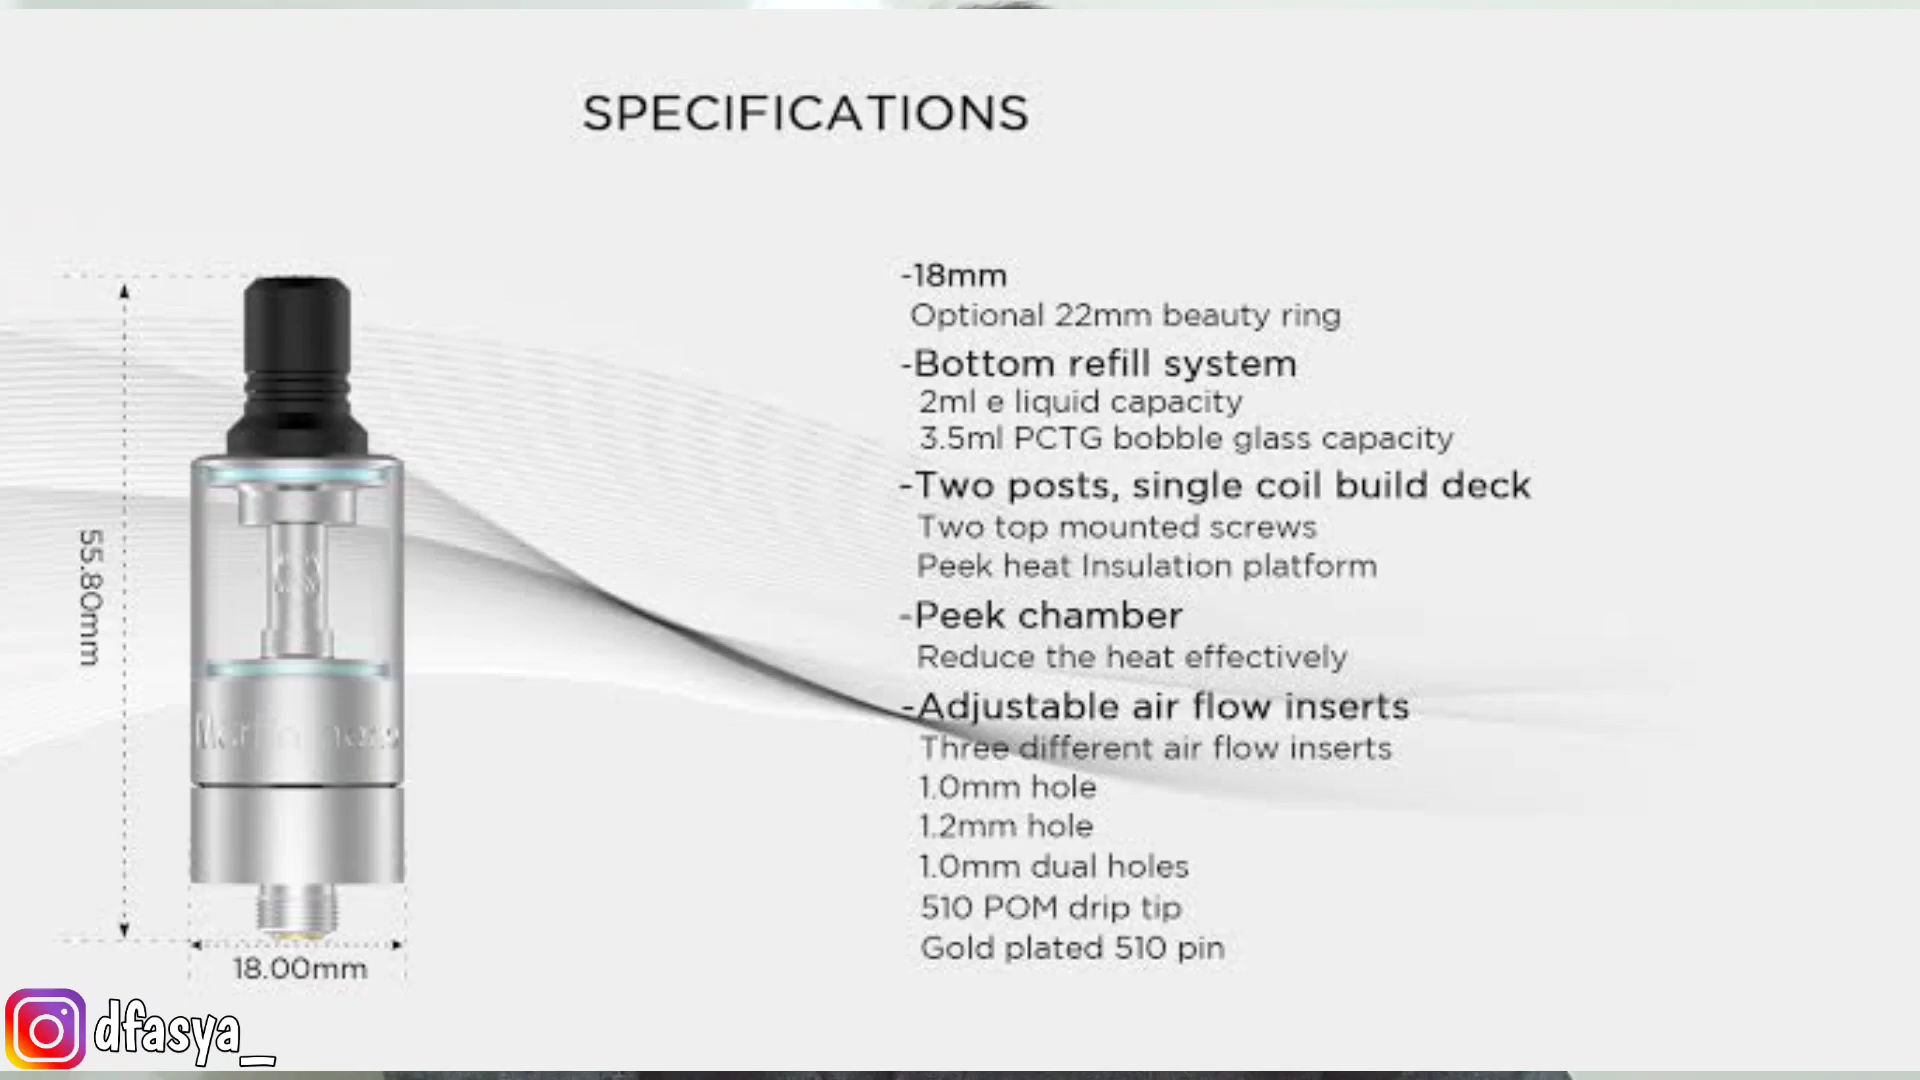 SPECIFICATIONS
-18mm
Optional 22mm beauty ring
-Bottom refill system
2ml e liquid capacity
3.5ml PCTG bobble glass capacity
-Two posts, single coil build deck
Two top mounted screws
Peek heat Insulation platform
-Peek chamber
Reduce the heat effectively
-Adjustable air flow inserts
Three different air flow inserts
1.0mm hole
1.2mm hole
1.0mm dual holes
510 POM drip tip
Gold plated 510 pin
55.80mm
18.00mm
dfasya_